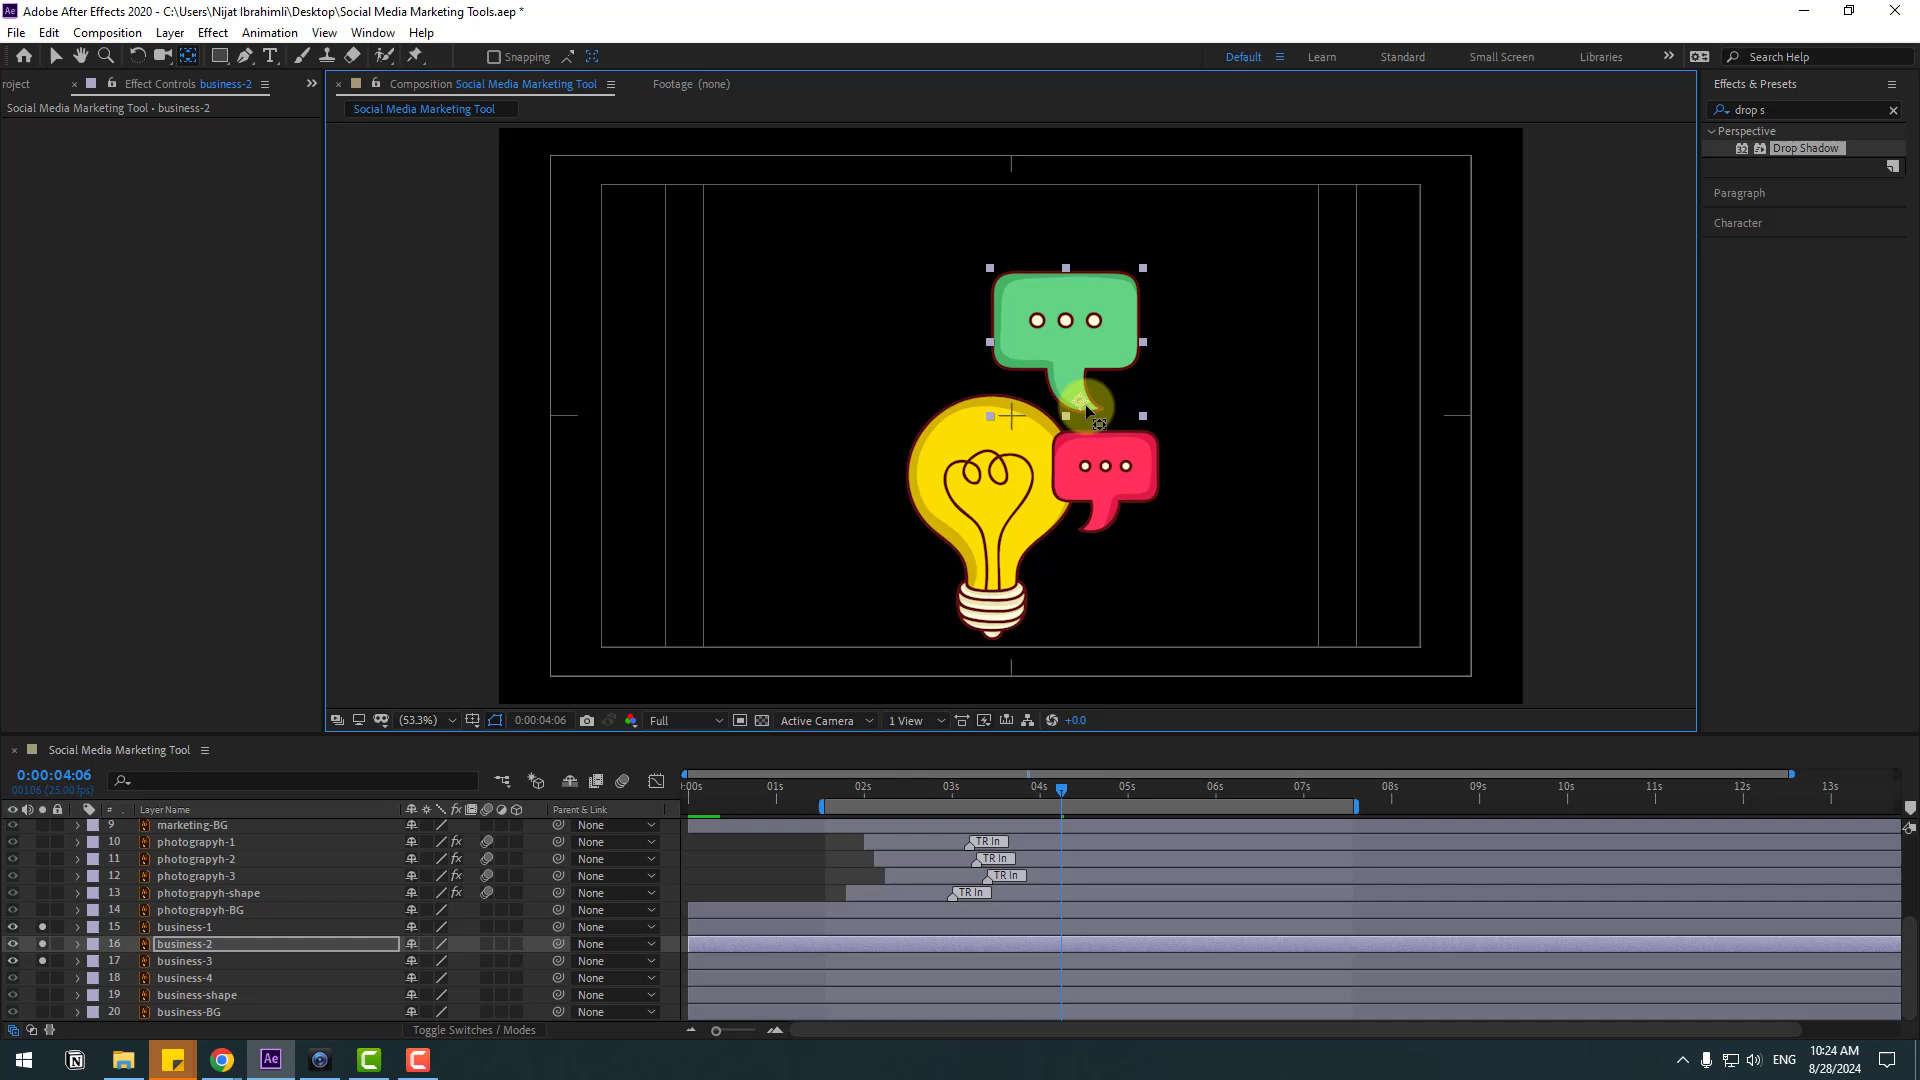 Adobe After Effects 2020 - C:\Users\Nijat Ibrahimli\Desktop\Social Media Marketing Tools.aep *
File Edit Composition Layer Effect Animation View Window Help
Snapping
Default Learn Standard Small Screen Libraries
Search Help
roject
Effect Controls business-2
Composition Social Media Marketing Tool
Footage (none)
Effects & Presets
Social Media Marketing Tool • business-2
Social Media Marketing Tool
drop s
Perspective
Drop Shadow
Paragraph
Character
(53.3%) 0:00:04:06 Full Active Camera 1 View +0.0
Social Media Marketing Tool
0:00:04:06
00106 (25.00 fps)
:00s 01s 02s 03s 04s 05s 06s 07s 08s 09s 10s 11s 12s 13s
# Layer Name Parent & Link
9 marketing-BG None
10 photograpyh-1 None TR In
11 photograpyh-2 None TR In
12 photograpyh-3 None TR In
13 photograpyh-shape None TR In
14 photograpyh-BG None
15 business-1 None
16 business-2 None
17 business-3 None
18 business-4 None
19 business-shape None
20 business-BG None
Toggle Switches / Modes
ENG
10:24 AM
8/28/2024